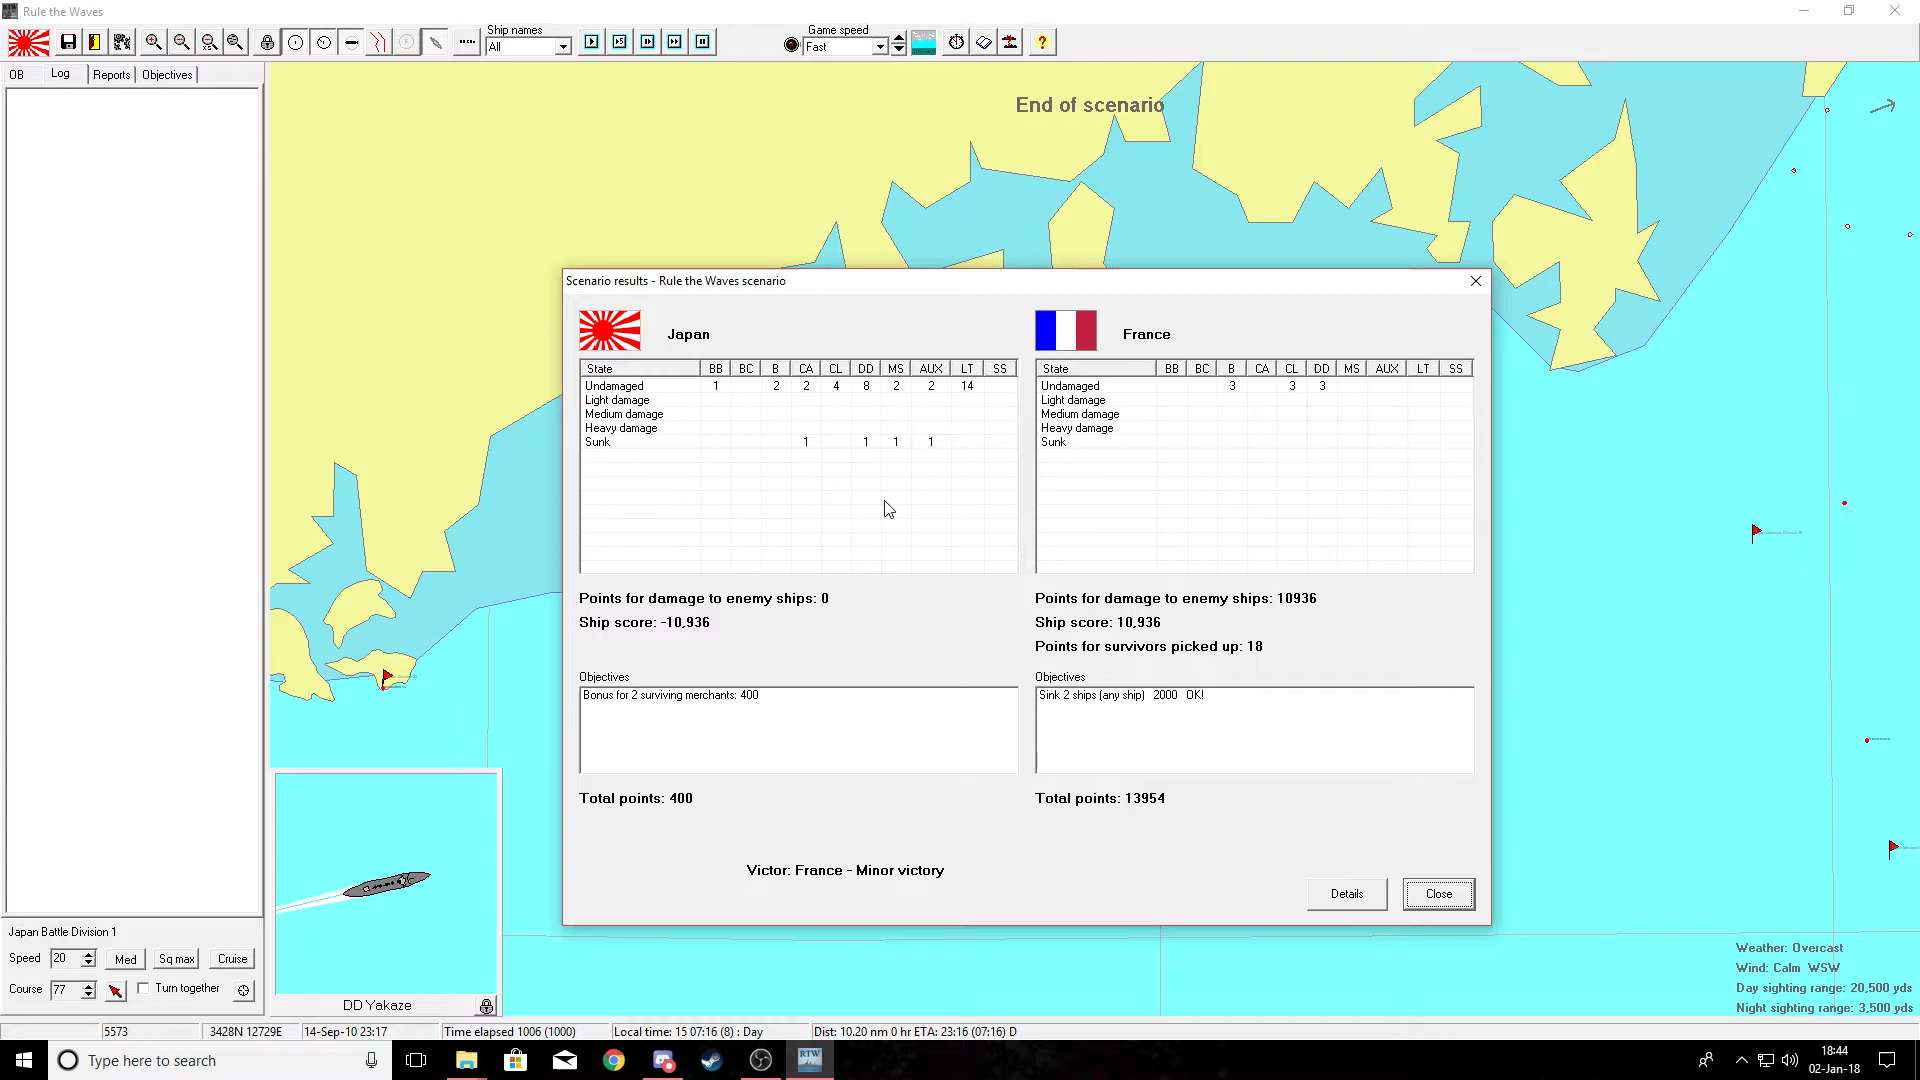 Rule the Waves
Ship names
All
Game speed
Fast
?
OB
Log
Reports
Objectives
End of scenario
Scenario results - Rule the Waves scenario
Japan
France
State BB BC B CA CL DD MS AUX LT SS
Undamaged 1 2 2 4 8 2 2 14
Light damage
Medium damage
Heavy damage
Sunk 1 1 1 1
State BB BC B CA CL DD MS AUX LT SS
Undamaged 3 3 3
Light damage
Medium damage
Heavy damage
Sunk
Points for damage to enemy ships: 0
Ship score: -10,936
Points for damage to enemy ships: 10936
Ship score: 10,936
Points for survivors picked up: 18
Objectives
Bonus for 2 surviving merchants: 400
Objectives
Sink 2 ships (any ship) 2000 OK!
Total points: 400
Total points: 13954
Victor: France - Minor victory
Details
Close
Japan Battle Division 1
Speed 20 Med Sq max Cruise
Course 77 Turn together
DD Yakaze
Weather: Overcast
Wind: Calm WSW
Day sighting range: 20,500 yds
Night sighting range: 3,500 yds
5573 3428N 12729E 14-Sep-10 23:17 Time elapsed 1006 (1000) Local time: 15 07:16 (8) : Day Dist: 10.20 nm 0 hr ETA: 23:16 (07:16) D
Type here to search
RTW
18:44
02-Jan-18